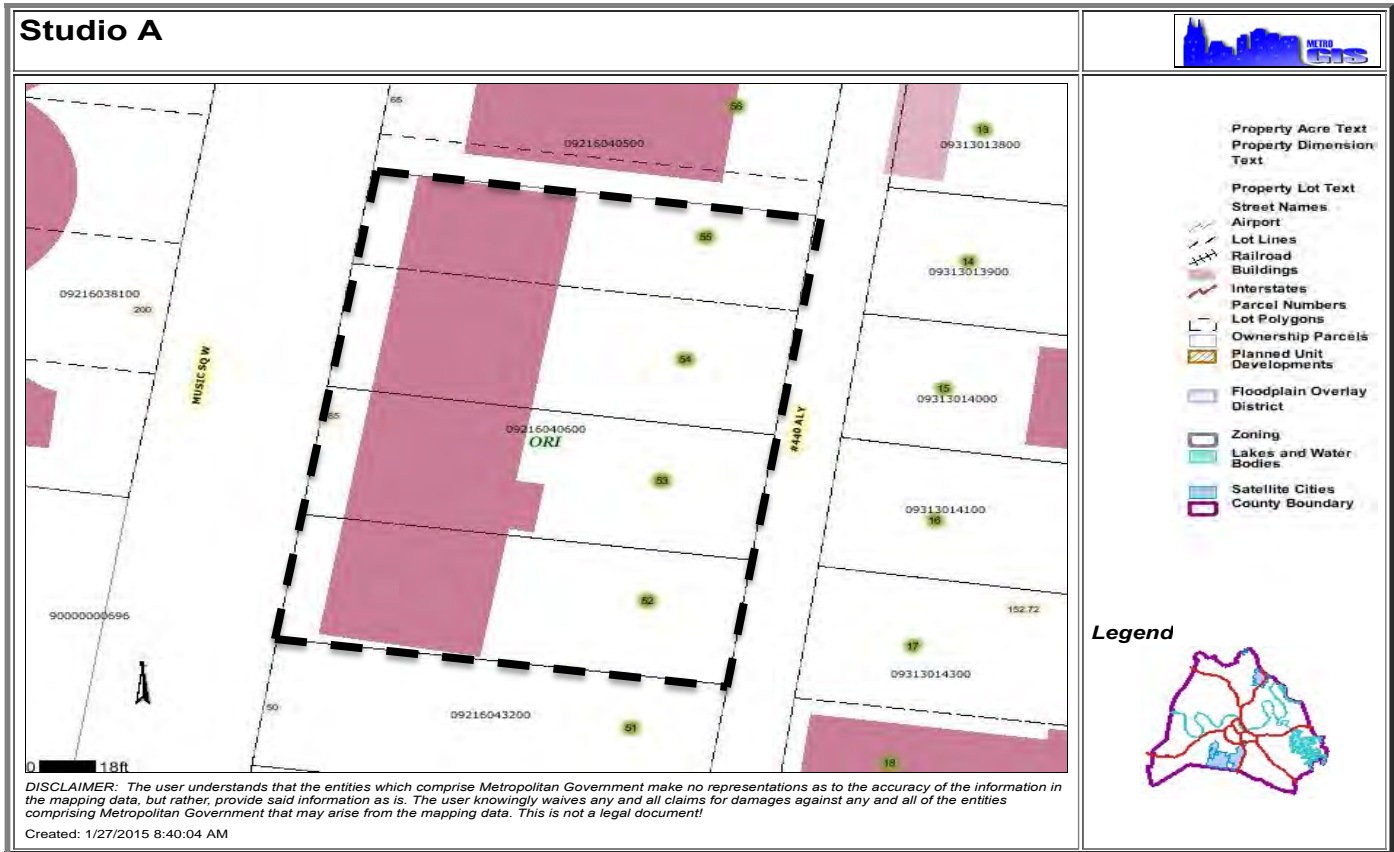 Studio A
METRO
GIS
65
56
09216040500
13
09313013800
55
14
09313013900
09216038100
200
54
MUSIC SQ W
15
09313014000
55
09216040600
ORI
#440 ALY
53
09313014100
16
52
90000000696
152.72
17
09313014300
50
09216043200
51
18
0 18ft
Property Acre Text
Property Dimension
Text
Property Lot Text
Street Names
Airport
Lot Lines
Railroad
Buildings
Interstates
Parcel Numbers
Lot Polygons
Ownership Parcels
Planned Unit
Developments
Floodplain Overlay
District
Zoning
Lakes and Water
Bodies
Satellite Cities
County Boundary
Legend
DISCLAIMER: The user understands that the entities which comprise Metropolitan Government make no representations as to the accuracy of the information in
the mapping data, but rather, provide said information as is. The user knowingly waives any and all claims for damages against any and all of the entities
comprising Metropolitan Government that may arise from the mapping data. This is not a legal document!
Created: 1/27/2015 8:40:04 AM